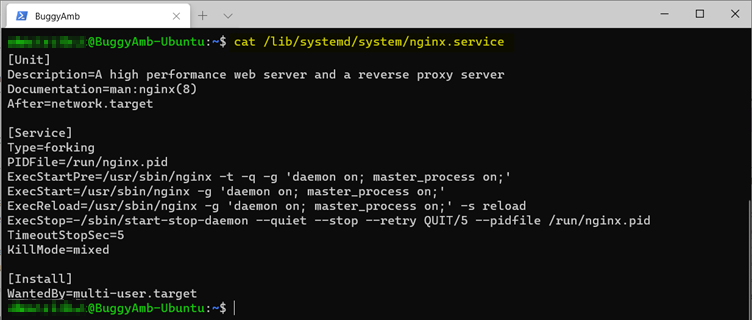 BuggyAmb
@BuggyAmb-Ubuntu:~$ cat /lib/systemd/system/nginx.service
[Unit]
Description=A high performance web server and a reverse proxy server
Documentation=man:nginx(8)
After=network.target
[Service]
Type=forking
PIDFile=/run/nginx.pid
ExecStartPre=/usr/sbin/nginx -t -q -g 'daemon on; master_process on;'
ExecStart=/usr/sbin/nginx -g 'daemon on; master_process on;'
ExecReload=/usr/sbin/nginx -g 'daemon on; master_process on;' -s reload
ExecStop=-/sbin/start-stop-daemon --quiet --stop --retry QUIT/5 --pidfile /run/nginx.pid
TimeoutStopSec=5
KillMode=mixed
[Install]
WantedBy=multi-user.target
@BuggyAmb-Ubuntu:~$